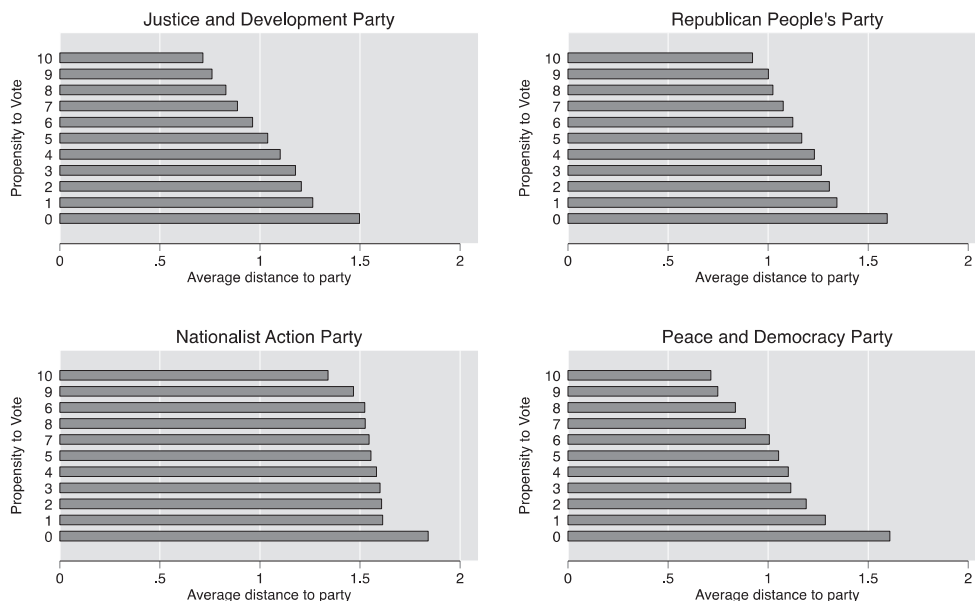 Justice and Development Party
Propensity to Vote
10
9
8
7
6
5
4
3
2
1
0
0 .5 1 1.5 2
Average distance to party
Republican People's Party
Propensity to Vote
10
9
8
7
6
5
4
3
2
1
0
0 .5 1 1.5 2
Average distance to party
Nationalist Action Party
Propensity to Vote
10
9
6
8
7
5
4
3
2
1
0
0 .5 1 1.5 2
Average distance to party
Peace and Democracy Party
Propensity to Vote
10
9
8
7
6
5
4
3
2
1
0
0 .5 1 1.5 2
Average distance to party